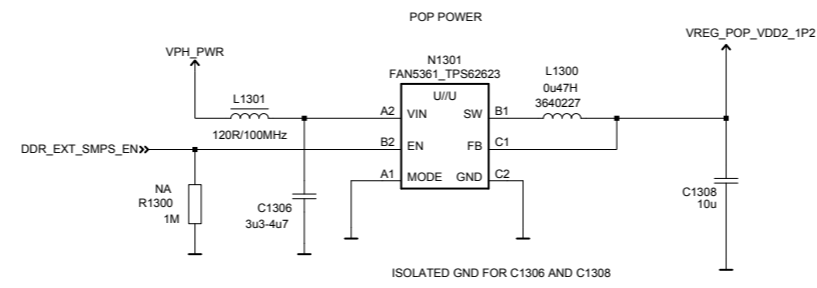 POP POWER
VREG_POP_VDD2_1P2
VPH_PWR
N1301
FAN5361_TPS62623
L1300
0u47H
3640227
L1301
120R/100MHz
U//U
A2 VIN SW B1
B2 EN FB C1
A1 MODE GND C2
DDR_EXT_SMPS_EN
NA
R1300
1M
C1306
3u3-4u7
C1308
10u
ISOLATED GND FOR C1306 AND C1308